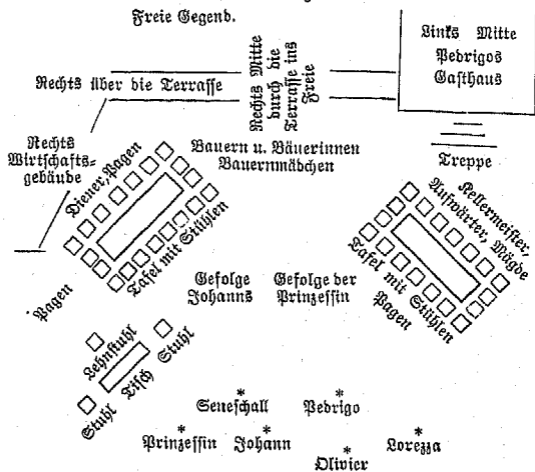 Freie Gegend.
Links Mitte
Pedrigos
Gasthaus
Rechts über die Terrasse
Rechts Mitte
durch die
Terrasse ins
Freie
Rechts
Wirtschafts-
gebäude
Bauern u. Bäuerinnen
Bauernmädchen
Treppe
Diener, Pagen
Tafel mit Stühlen
Kellermeister,
Aufwärter, Mägde
Tafel mit Stühlen
Pagen
Pagen
Gefolge
Johanns
Gefolge der
Prinzessin
Lehnstuhl
Stuhl
Stuhl
Tisch
* Seneschall
* Pedrigo
* Prinzessin
* Johann
* Olivier
* Lorezza